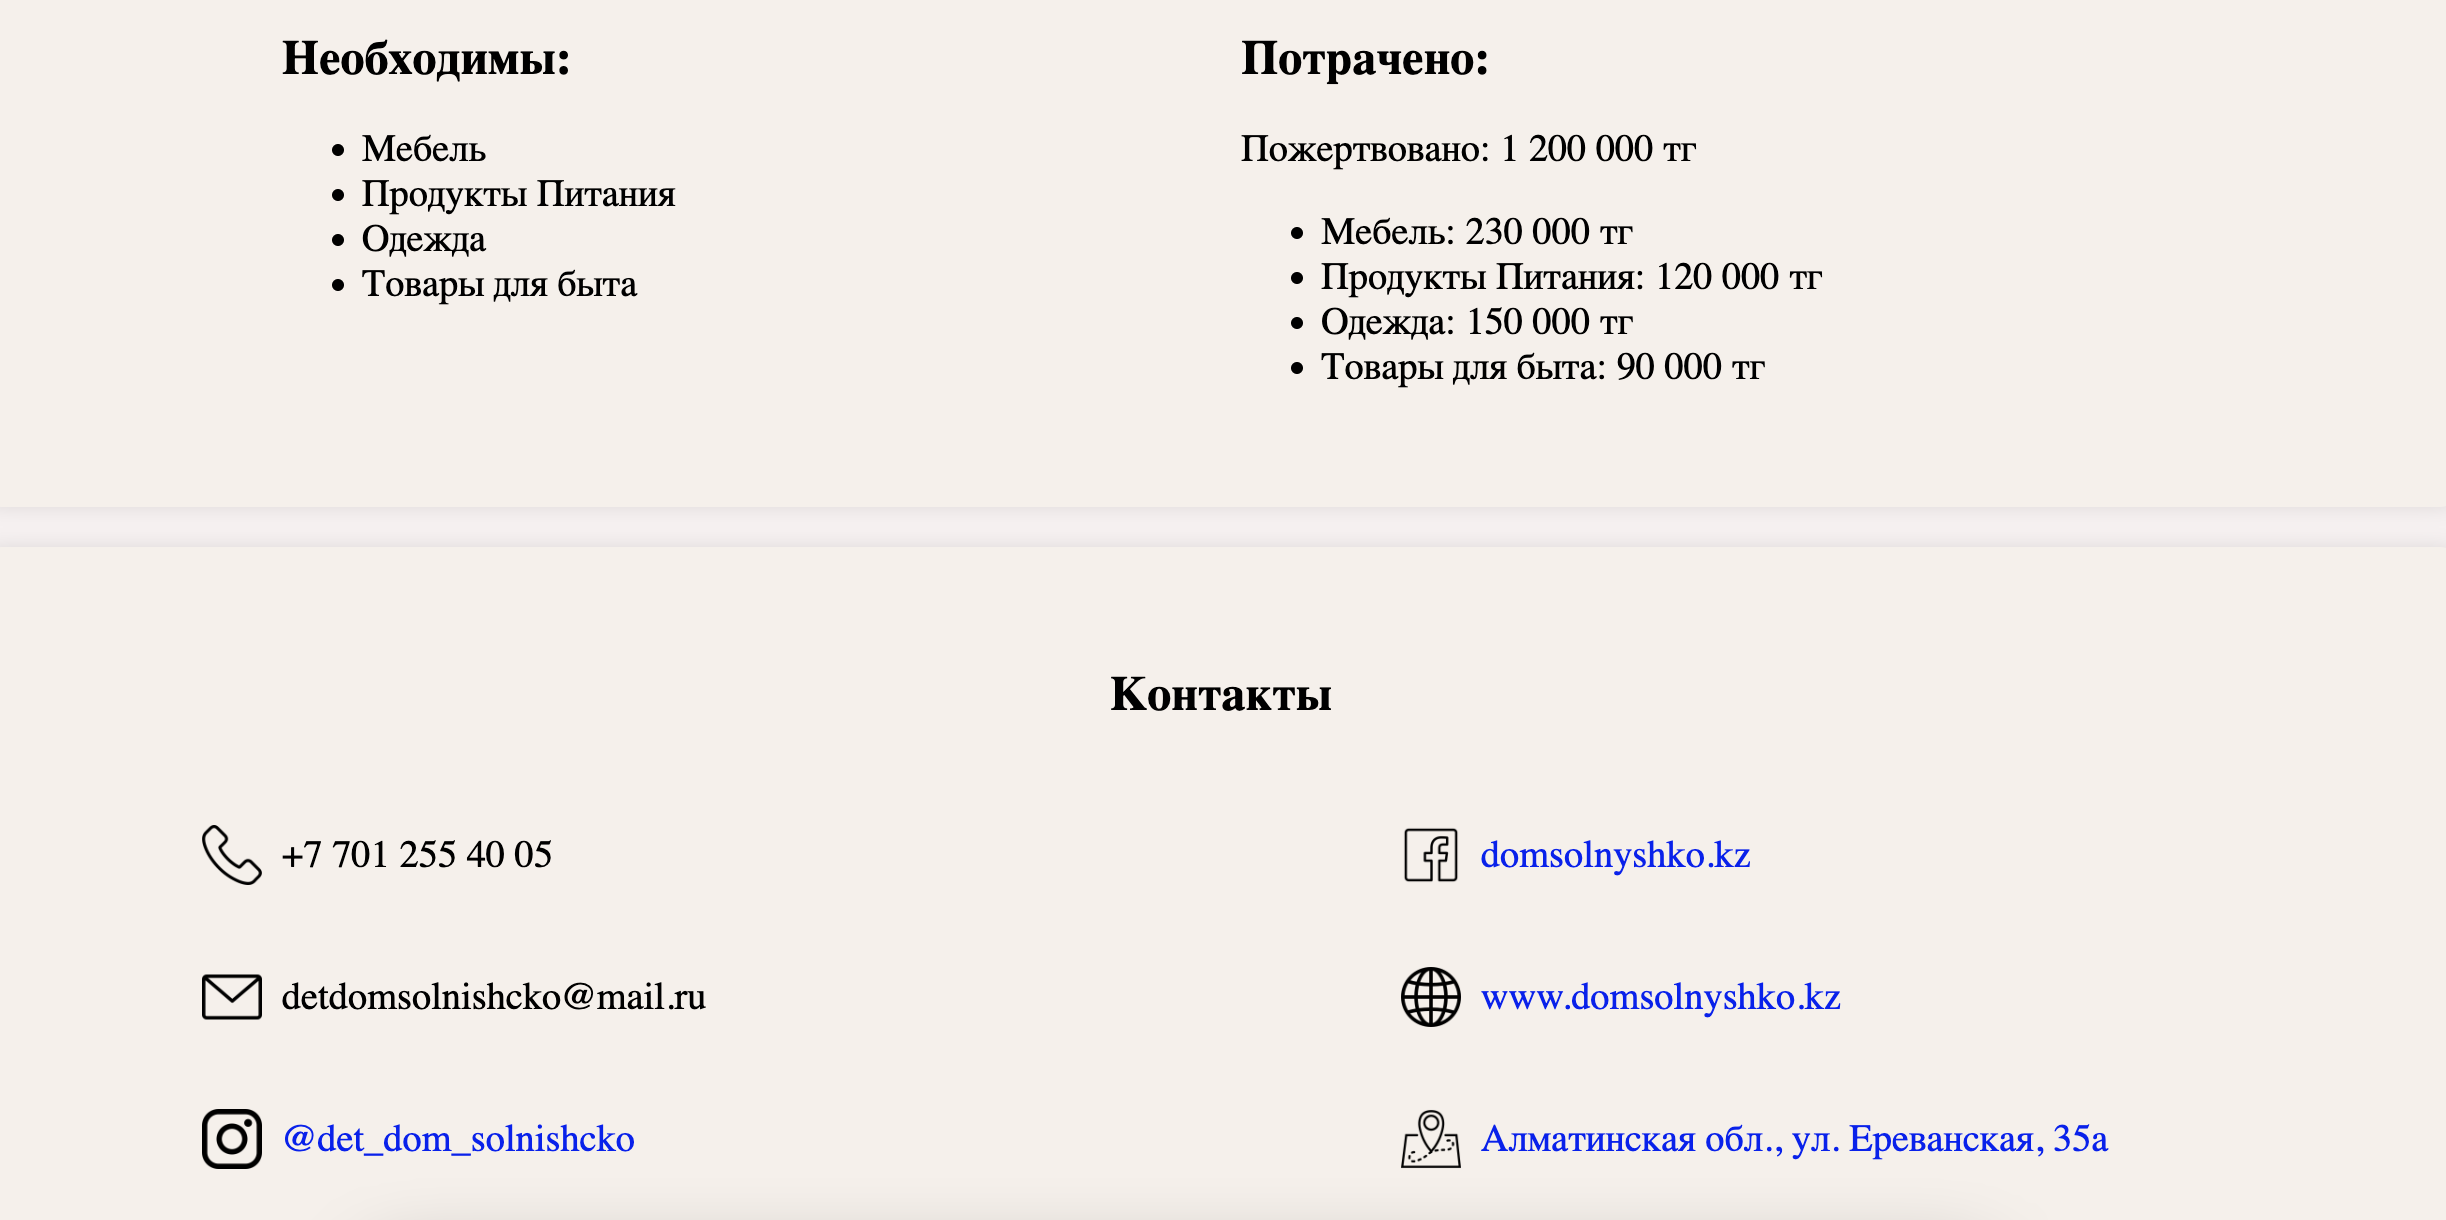 Необходимы:
Мебель
Продукты Питания
Одежда
Товары для быта
Потрачено:
Пожертвовано: 1 200 000 тг
Мебель: 230 000 тг
Продукты Питания: 120 000 тг
Одежда: 150 000 тг
Товары для быта: 90 000 тг
Контакты
+7 701 255 40 05
detdomsolnishcko@mail.ru
@det_dom_solnishcko
domsolnyshko.kz
www.domsolnyshko.kz
Алматинская обл., ул. Ереванская, 35а